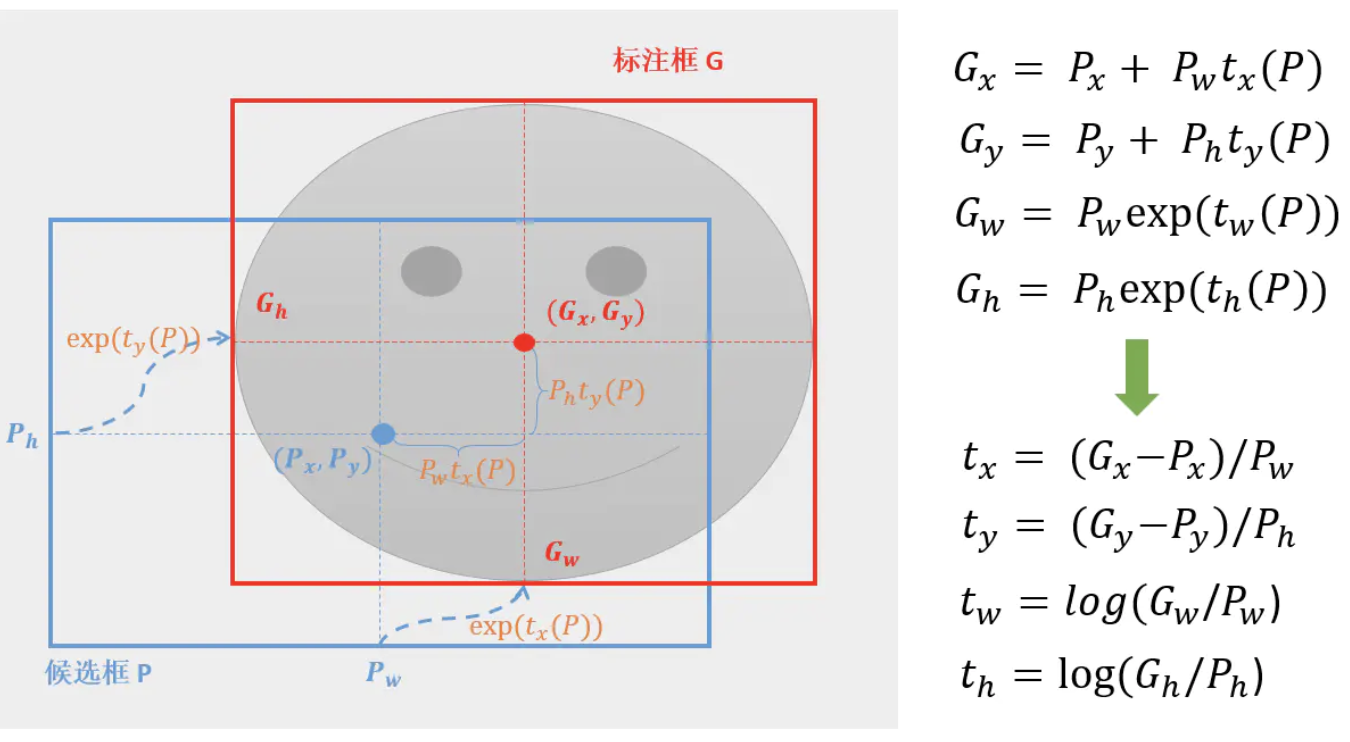 标注框 G
G_h
exp(t_y(P))
(G_x, G_y)
P_h t_y(P)
P_h
(P_x, P_y)
P_w t_x(P)
G_w
exp(t_x(P))
候选框 P
P_w
G_x = P_x + P_w t_x(P)
G_y = P_y + P_h t_y(P)
G_w = P_w exp(t_w(P))
G_h = P_h exp(t_h(P))
t_x = (G_x−P_x)/P_w
t_y = (G_y−P_y)/P_h
t_w = log(G_w/P_w)
t_h = log(G_h/P_h)